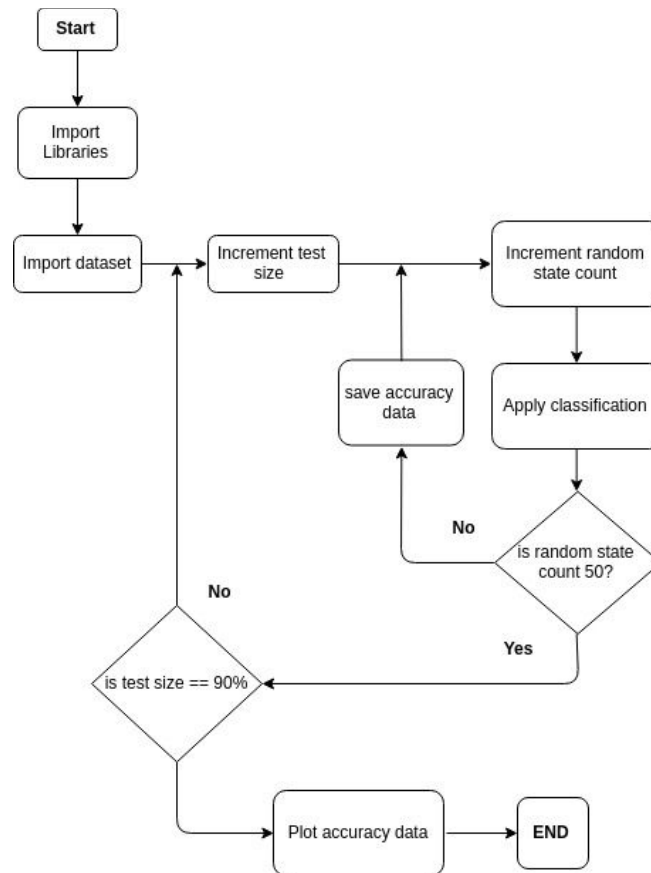 Start
Import
Libraries
Import dataset
Increment test
size
Increment random
state count
save accuracy
data
Apply classification
No
is random state
count 50?
No
Yes
is test size == 90%
Plot accuracy data
END